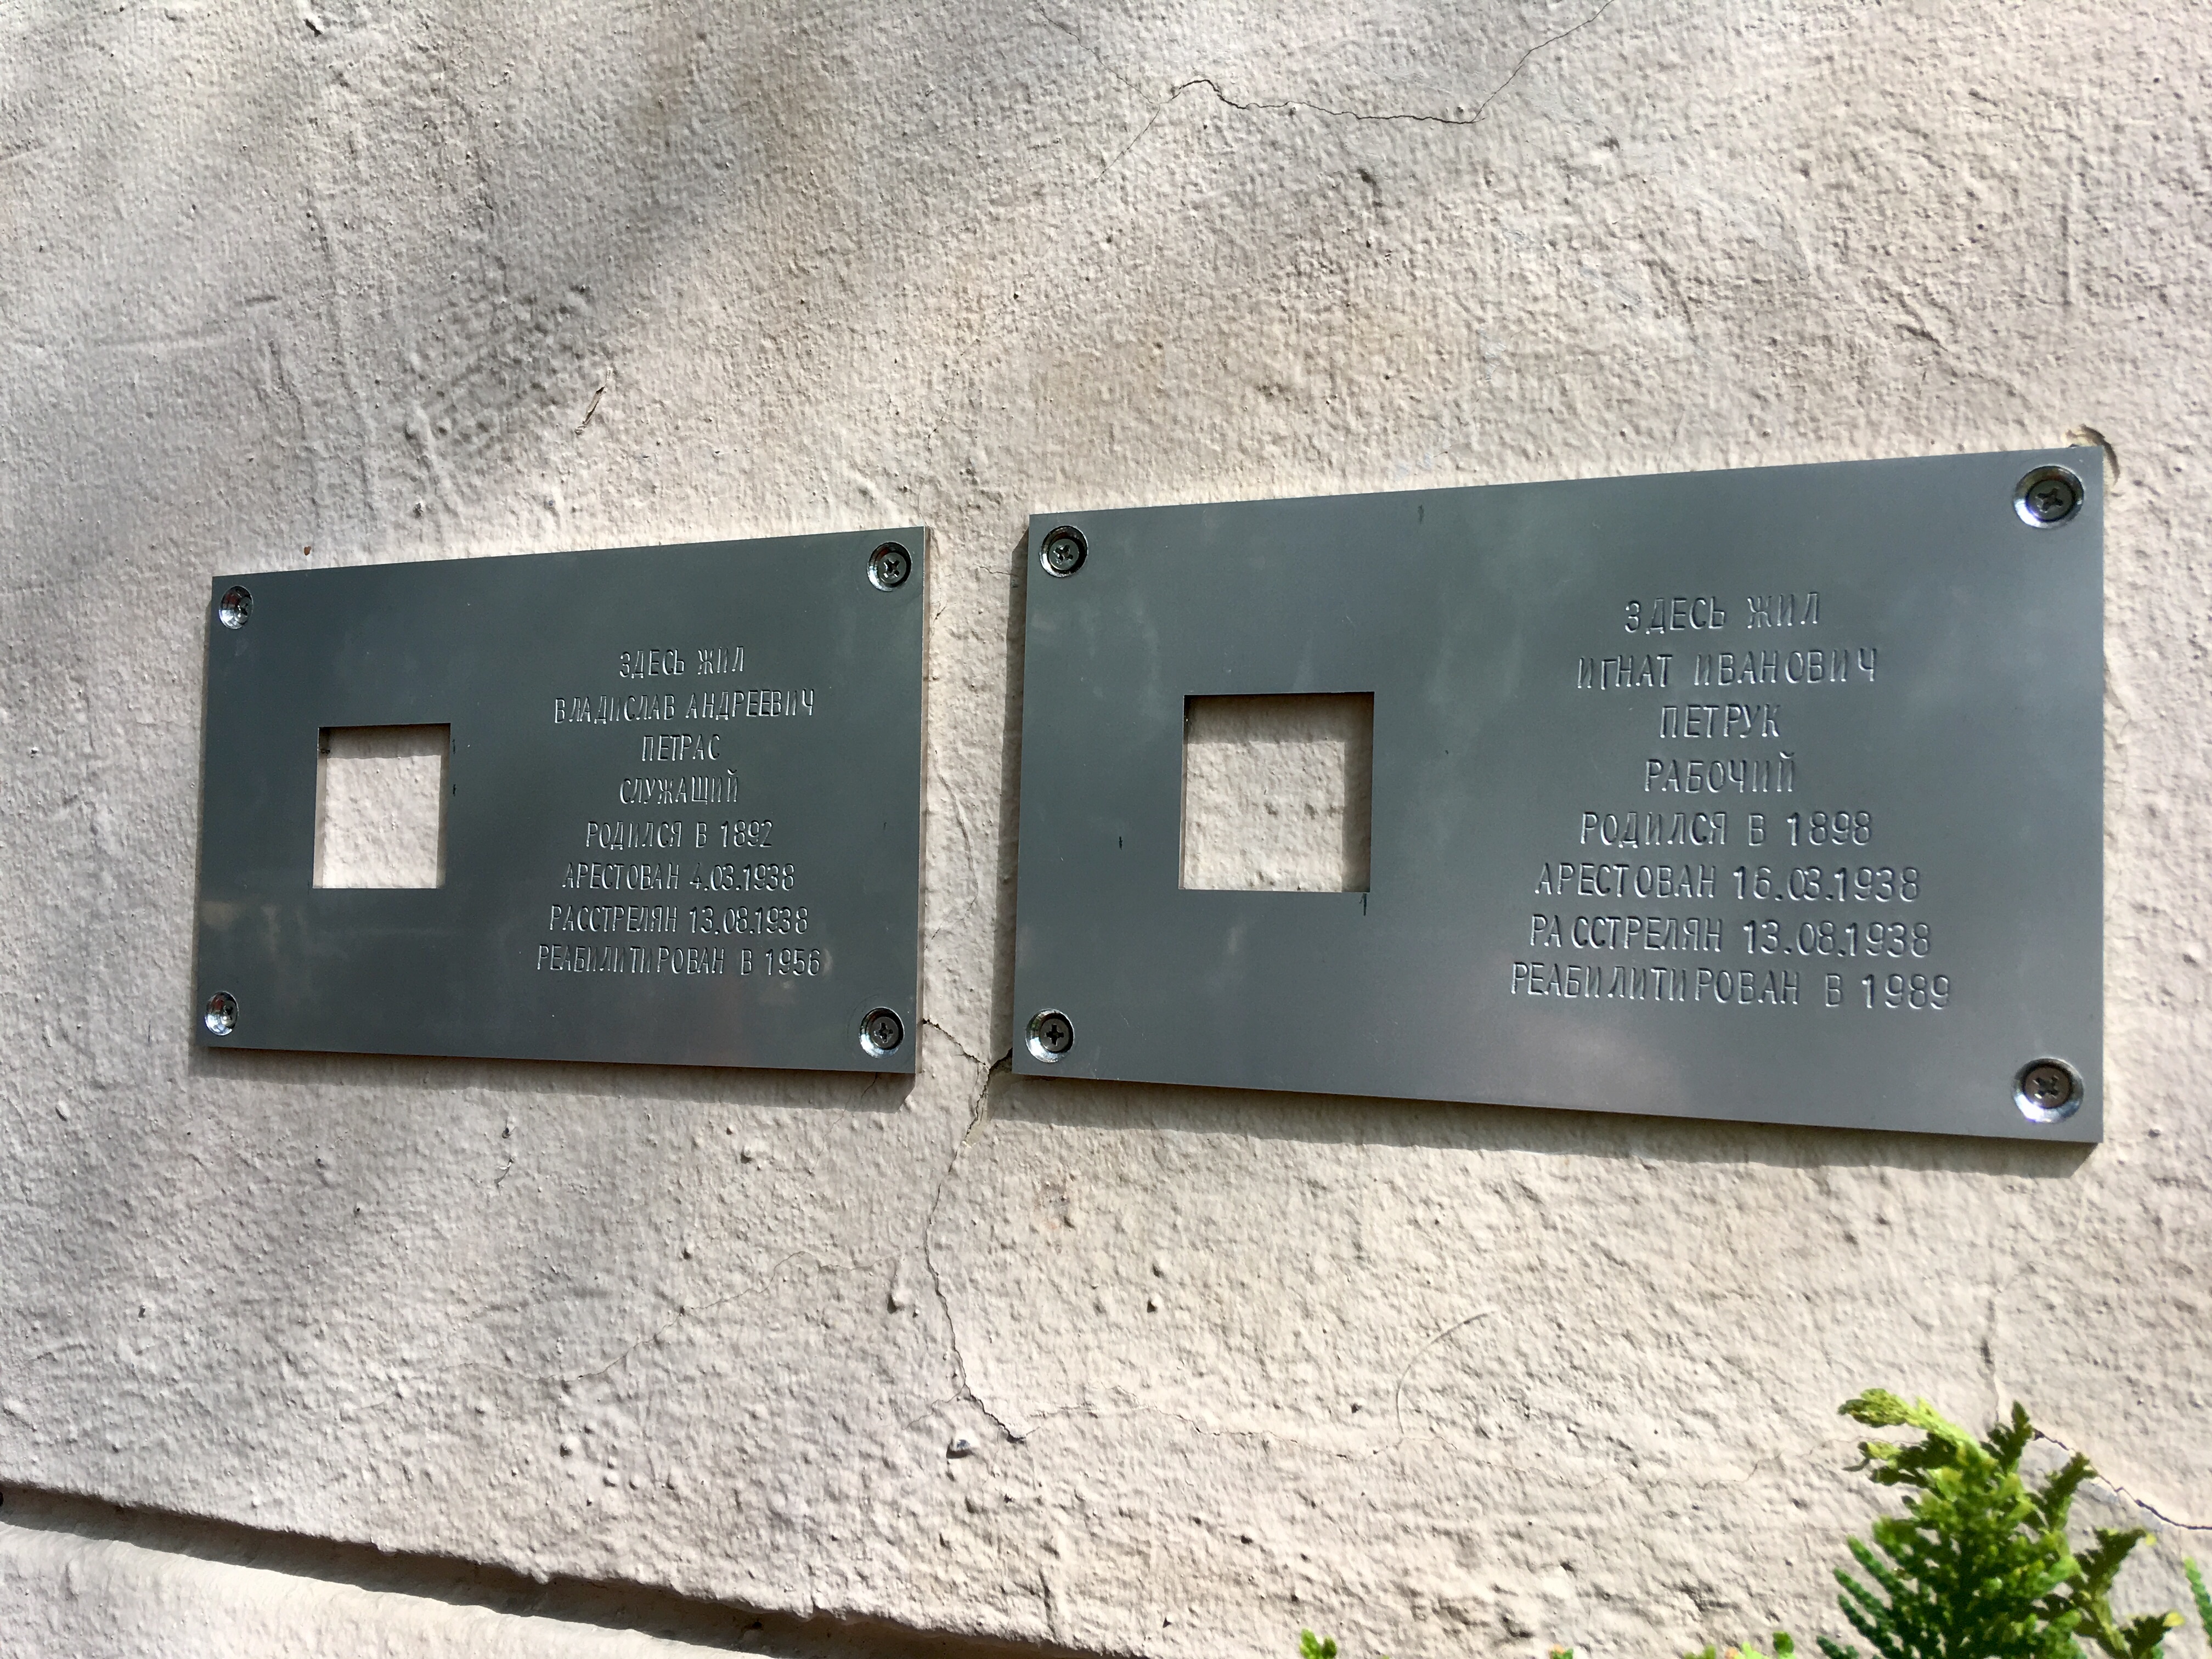 ЗДЕСЬ ЖИЛ
ВЛАДИСЛАВ АНДРЕЕВИЧ
ПЕТРАС
СЛУЖАЩИЙ
РОДИЛСЯ В 1892
АРЕСТОВАН 4.03.1938
РАССТРЕЛЯН 13.08.1938
РЕАБИЛИТИРОВАН В 1956
ЗДЕСЬ ЖИЛ
ИГНАТ ИВАНОВИЧ
ПЕТРУК
РАБОЧИЙ
РОДИЛСЯ В 1898
АРЕСТОВАН 16.03.1938
РАССТРЕЛЯН 13.08.1938
РЕАБИЛИТИРОВАН В 1989